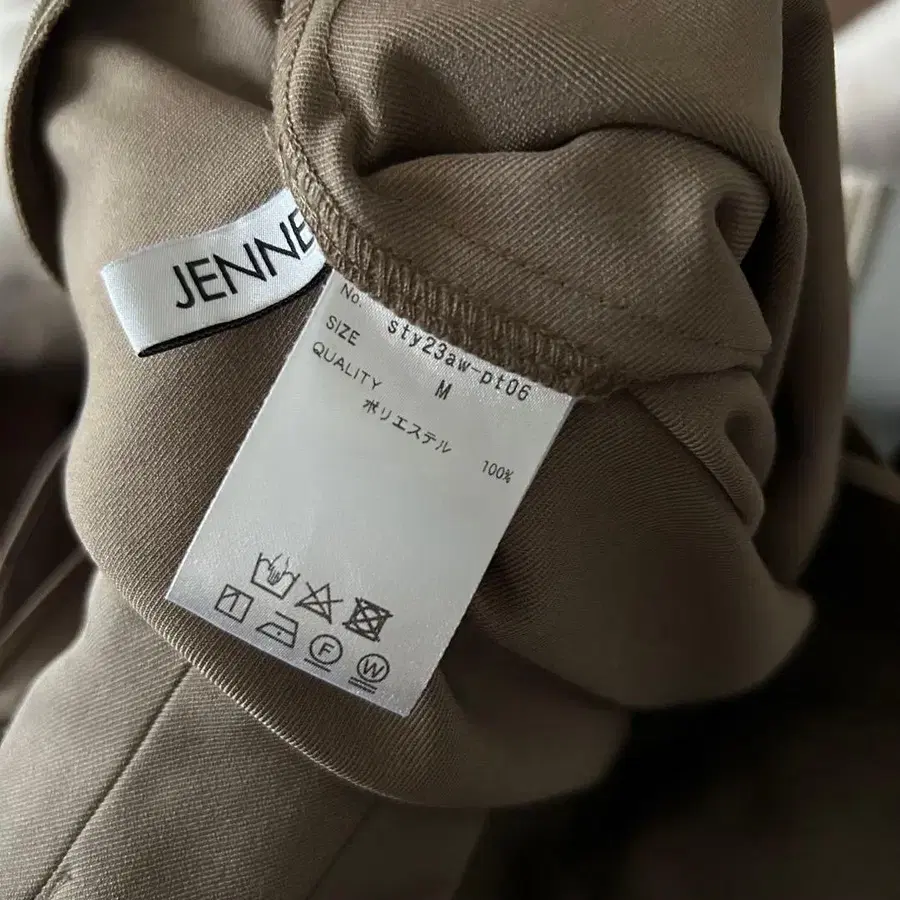 JENNE
No. sty23aw-pt06
SIZE M
QUALITY
ポリエステル 100%
F
W